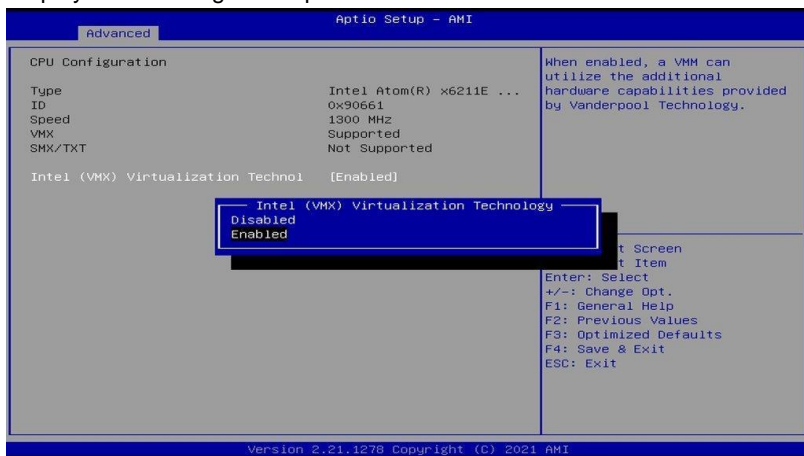 Aptio Setup – AMI
Advanced
CPU Configuration
Type Intel Atom(R) x6211E ...
ID 0x90661
Speed 1300 MHz
VMX Supported
SMX/TXT Not Supported
Intel (VMX) Virtualization Technol [Enabled]
Intel (VMX) Virtualization Technology
Disabled
Enabled
When enabled, a VMM can
utilize the additional
hardware capabilities provided
by Vanderpool Technology.
t Screen
t Item
Enter: Select
+/-: Change Opt.
F1: General Help
F2: Previous Values
F3: Optimized Defaults
F4: Save & Exit
ESC: Exit
Version 2.21.1278 Copyright (C) 2021 AMI